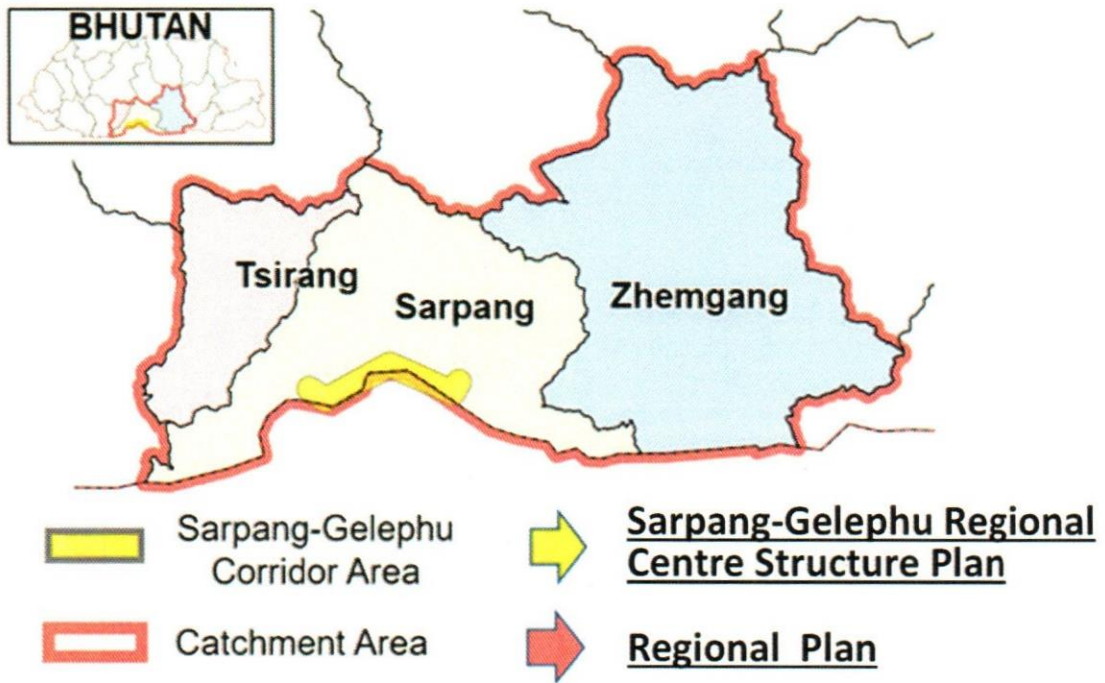 BHUTAN
Tsirang
Sarpang
Zhemgang
Sarpang-Gelephu
Corridor Area
Sarpang-Gelephu Regional
Centre Structure Plan
Catchment Area
Regional Plan